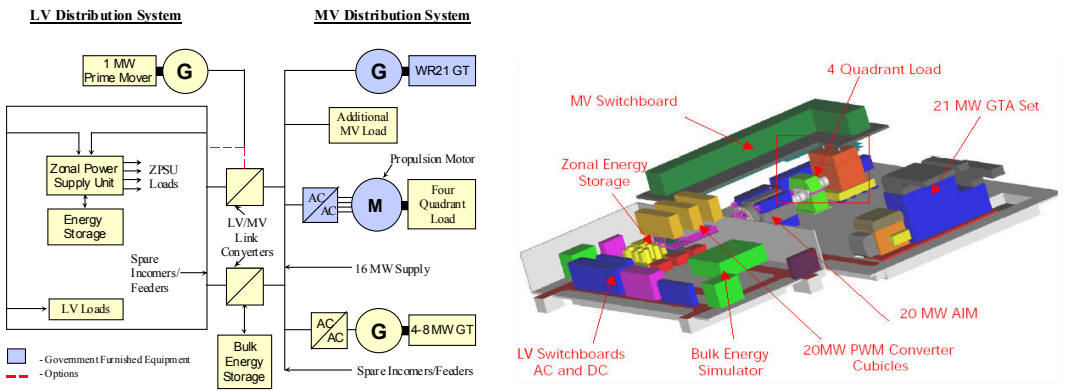 LV Distribution System
MV Distribution System
1 MW
Prime Mover
G
G
WR21 GT
Additional
MV Load
Zonal Power
Supply Unit
ZPSU
Loads
Energy
Storage
Propulsion Motor
AC
AC
M
Four
Quadrant
Load
LV/MV
Link
Converters
Spare
Incomers/
Feeders
16 MW Supply
LV Loads
AC
AC
G
4-8 MW GT
Bulk
Energy
Storage
Spare Incomers/Feeders
- Government Furnished Equipment
- Options
4 Quadrant Load
MV Switchboard
21 MW GTA Set
Zonal Energy
Storage
20 MW AIM
LV Switchboards
AC and DC
Bulk Energy
Simulator
20MW PWM Converter
Cubicles